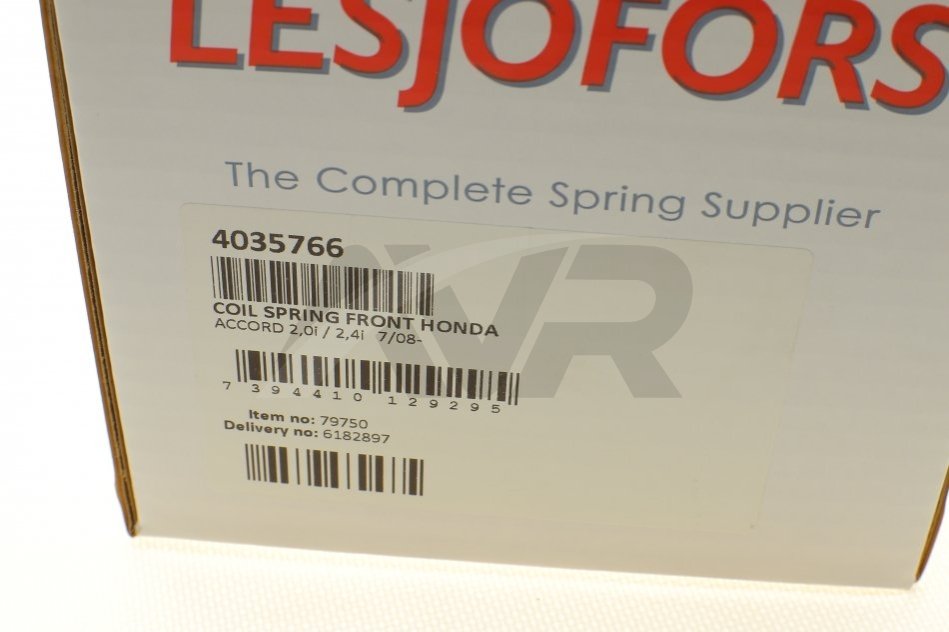 LESJOFORS
The Complete Spring Supplier
4035766
COIL SPRING FRONT HONDA
ACCORD 2,0i / 2,4i 7/08-
7 394410 129295
Item no: 79750
Delivery no: 6182897
AVR